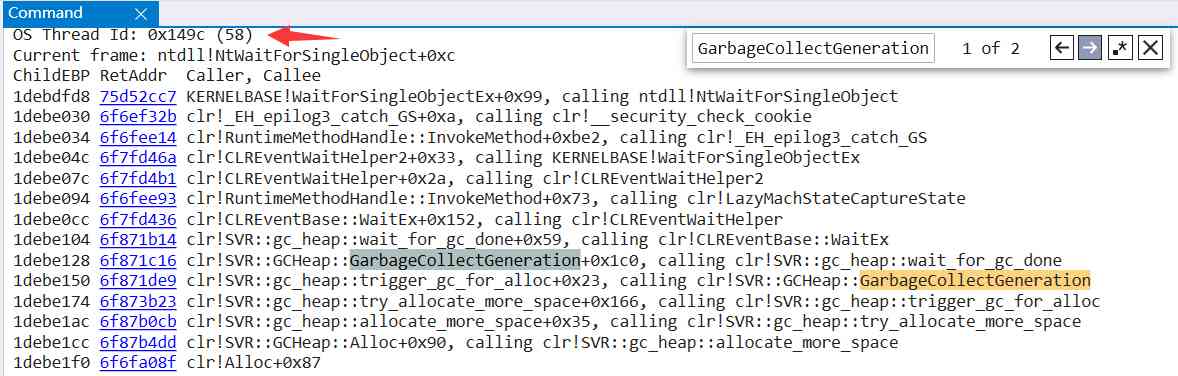 Command
OS Thread Id: 0x149c (58)
GarbageCollectGeneration 1 of 2
Current frame: ntdll!NtWaitForSingleObject+0xc
ChildEBP RetAddr  Caller, Callee
1debdfd8 75d52cc7 KERNELBASE!WaitForSingleObjectEx+0x99, calling ntdll!NtWaitForSingleObject
1debe030 6f6ef32b clr!_EH_epilog3_catch_GS+0xa, calling clr!__security_check_cookie
1debe034 6f6fee14 clr!RuntimeMethodHandle::InvokeMethod+0xbe2, calling clr!_EH_epilog3_catch_GS
1debe04c 6f7fd46a clr!CLREventWaitHelper2+0x33, calling KERNELBASE!WaitForSingleObjectEx
1debe07c 6f7fd4b1 clr!CLREventWaitHelper+0x2a, calling clr!CLREventWaitHelper2
1debe094 6f6fee93 clr!RuntimeMethodHandle::InvokeMethod+0x73, calling clr!LazyMachStateCaptureState
1debe0cc 6f7fd436 clr!CLREventBase::WaitEx+0x152, calling clr!CLREventWaitHelper
1debe104 6f871b14 clr!SVR::gc_heap::wait_for_gc_done+0x59, calling clr!CLREventBase::WaitEx
1debe128 6f871c16 clr!SVR::GCHeap::GarbageCollectGeneration+0x1c0, calling clr!SVR::gc_heap::wait_for_gc_done
1debe150 6f871de9 clr!SVR::gc_heap::trigger_gc_for_alloc+0x23, calling clr!SVR::GCHeap::GarbageCollectGeneration
1debe174 6f873b23 clr!SVR::gc_heap::try_allocate_more_space+0x166, calling clr!SVR::gc_heap::trigger_gc_for_alloc
1debe1ac 6f87b0cb clr!SVR::gc_heap::allocate_more_space+0x35, calling clr!SVR::gc_heap::try_allocate_more_space
1debe1cc 6f87b4dd clr!SVR::GCHeap::Alloc+0x90, calling clr!SVR::gc_heap::allocate_more_space
1debe1f0 6f6fa08f clr!Alloc+0x87